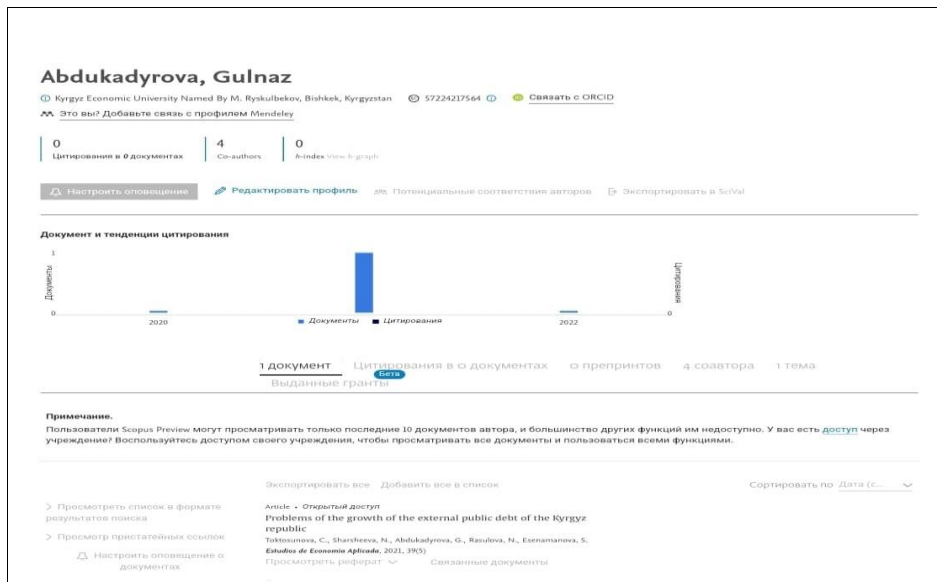 Abdukadyrova, Gulnaz
Kyrgyz Economic University Named By M. Ryskulbekov, Bishkek, Kyrgyzstan 57224217564 Связать с ORCID
Это вы? Добавьте связь с профилем Mendeley
0 4 0
Цитирования в 0 документах Co-authors h-index View h-graph
Настроить оповещение Редактировать профиль Потенциальные соответствия авторов Экспортировать в SciVal
Документ и тенденции цитирования
1
Документы
Цитирования
0 0
2020 Документы Цитирования 2022
1 документ Цитирования в 0 документах 0 препринтов 4 соавтора 1 тема
Бета
Выданные гранты
Примечание.
Пользователи Scopus Preview могут просматривать только последние 10 документов автора, и большинство других функций им недоступно. У вас есть доступ через
учреждение? Воспользуйтесь доступом своего учреждения, чтобы просматривать все документы и пользоваться всеми функциями.
Экспортировать все Добавить все в список Сортировать по Дата (с...
Просмотреть список в формате
результатов поиска
Просмотр пристатейных ссылок
Настроить оповещение о
документах
Article • Открытый доступ
Problems of the growth of the external public debt of the Kyrgyz
republic
Toktosunova, C., Sharsheeva, N., Abdukadyrova, G., Rasulova, N., Esenamanova, S.
Estudios de Economia Aplicada, 2021, 39(5)
Просмотреть реферат Связанные документы